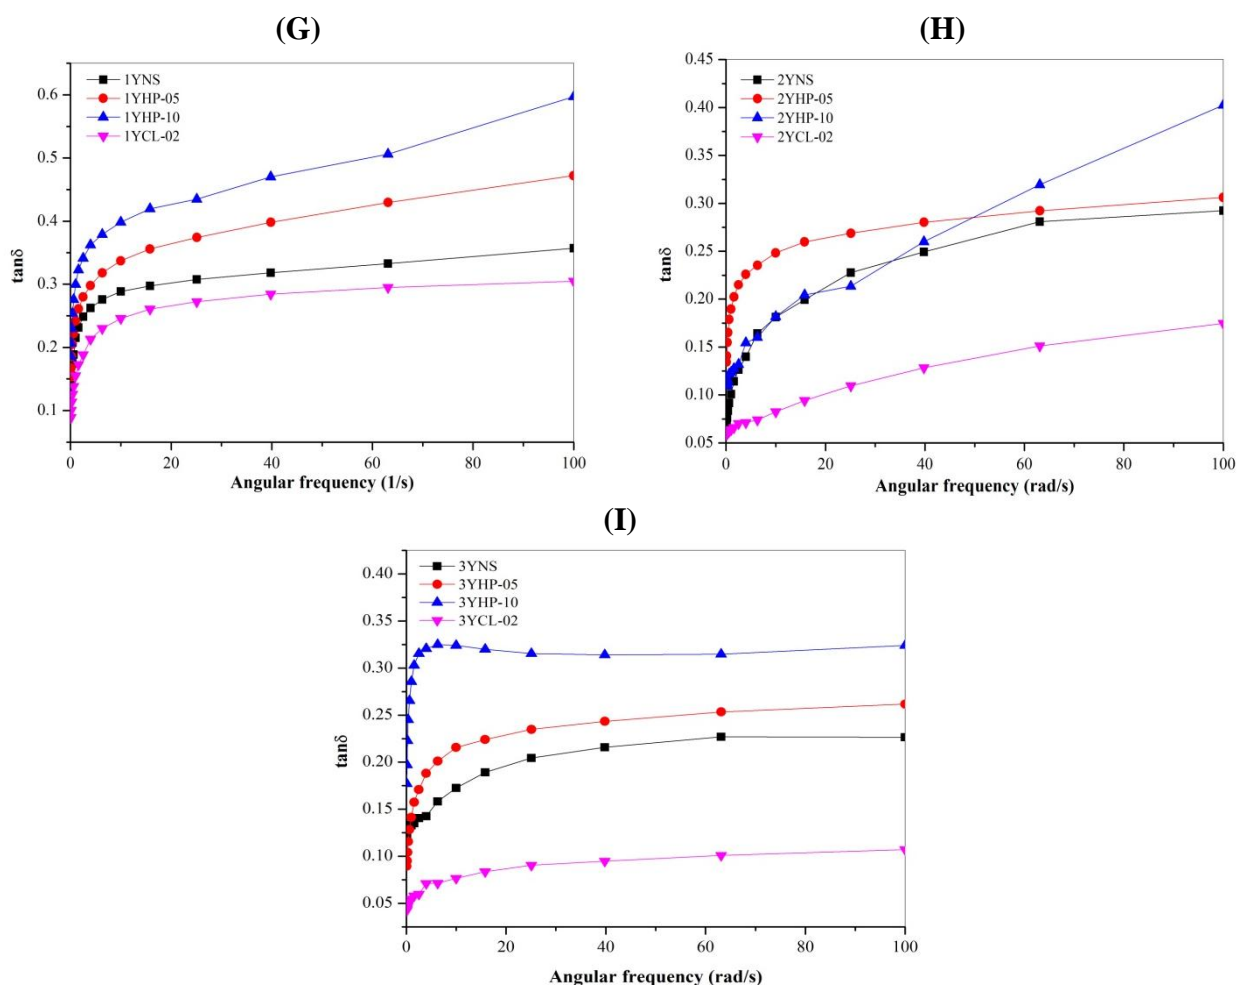 (G)
1YNS
1YHP-05
1YHP-10
1YCL-02
tanδ
0.6
0.5
0.4
0.3
0.2
0.1
0 20 40 60 80 100
Angular frequency (1/s)
(H)
2YNS
2YHP-05
2YHP-10
2YCL-02
tanδ
0.45
0.40
0.35
0.30
0.25
0.20
0.15
0.10
0.05
0 20 40 60 80 100
Angular frequency (rad/s)
(I)
3YNS
3YHP-05
3YHP-10
3YCL-02
tanδ
0.40
0.35
0.30
0.25
0.20
0.15
0.10
0.05
0 20 40 60 80 100
Angular frequency (rad/s)